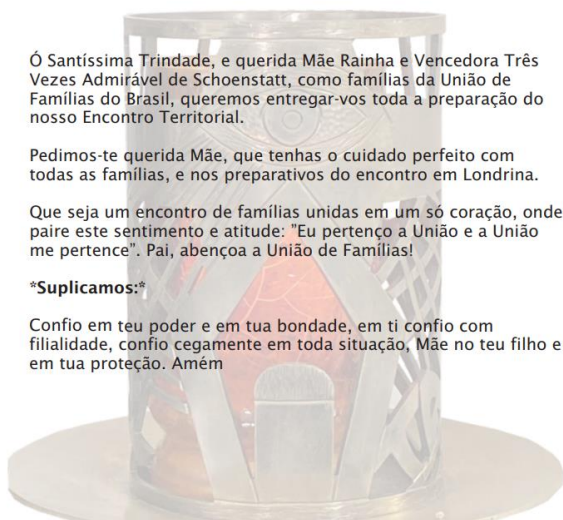 Ó Santíssima Trindade, e querida Mãe Rainha e Vencedora Três
Vezes Admirável de Schoenstatt, como famílias da União de
Famílias do Brasil, queremos entregar-vos toda a preparação do
nosso Encontro Territorial.
Pedimos-te querida Mãe, que tenhas o cuidado perfeito com
todas as famílias, e nos preparativos do encontro em Londrina.
Que seja um encontro de famílias unidas em um só coração, onde
paire este sentimento e atitude: "Eu pertenço a União e a União
me pertence". Pai, abençoa a União de Famílias!
*Suplicamos:*
Confio em teu poder e em tua bondade, em ti confio com
filialidade, confio cegamente em toda situação, Mãe no teu filho e
em tua proteção. Amém